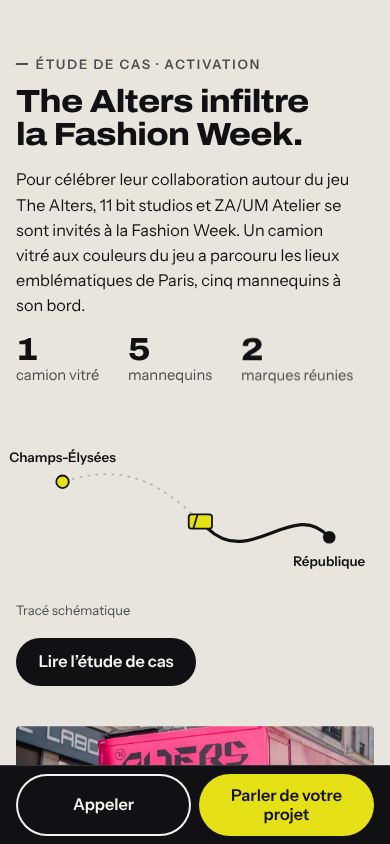 — ÉTUDE DE CAS · ACTIVATION
The Alters infiltre
la Fashion Week.
Pour célébrer leur collaboration autour du jeu
The Alters, 11 bit studios et ZA/UM Atelier se
sont invités à la Fashion Week. Un camion
vitré aux couleurs du jeu a parcouru les lieux
emblématiques de Paris, cinq mannequins à
son bord.
1 5 2
camion vitré mannequins marques réunies
Champs-Élysées
République
Tracé schématique
Lire l’étude de cas
LABO
ALTERS
Appeler
Parler de votre
projet